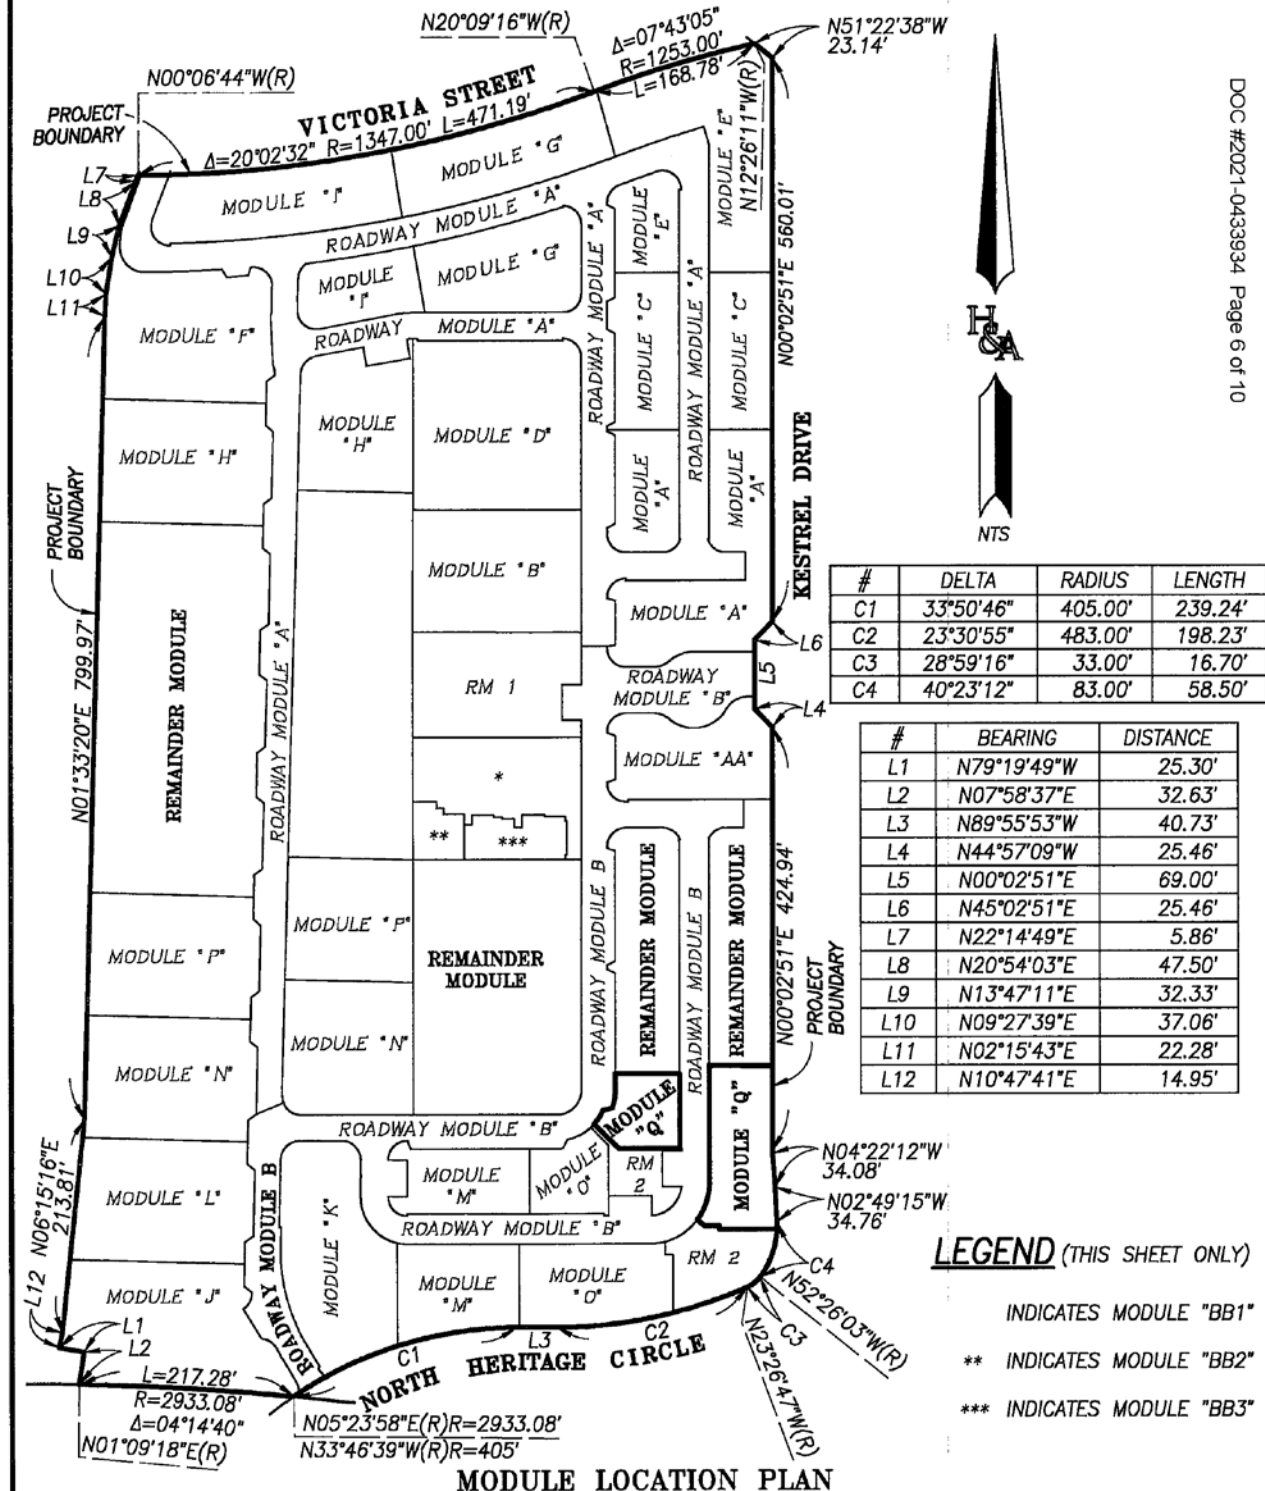 N20°09'16"W(R)
Δ=07°43'05"
R=1253.00'
L=168.78'
N51°22'38"W
23.14'
N00°06'44"W(R)
PROJECT
BOUNDARY
VICTORIA STREET
Δ=20°02'32" R=1347.00' L=471.19'
N12°26'11"W(R)
DOC #2021-0433934 Page 6 of 10
L7
L8
L9
L10
L11
MODULE "I"
MODULE "G"
MODULE "E"
ROADWAY MODULE "A"
MODULE
"I"
MODULE "G"
MODULE
"E"
ROADWAY MODULE "A"
ROADWAY MODULE "A"
N00°02'51"E 560.01'
H&A
NTS
MODULE "F"
ROADWAY
MODULE "A"
MODULE "C"
MODULE "C"
MODULE "H"
MODULE
"H"
MODULE "D"
MODULE
"A"
MODULE
"A"
KESTREL DRIVE
PROJECT
BOUNDARY
MODULE "B"
MODULE "A"
N01°33'20"E 799.97'
REMAINDER MODULE
ROADWAY MODULE "A"
RM 1
ROADWAY
MODULE "B"
L6
L5
L4
MODULE "AA"
*
**
***
# DELTA RADIUS LENGTH
C1 33°50'46" 405.00' 239.24'
C2 23°30'55" 483.00' 198.23'
C3 28°59'16" 33.00' 16.70'
C4 40°23'12" 83.00' 58.50'
# BEARING DISTANCE
L1 N79°19'49"W 25.30'
L2 N07°58'37"E 32.63'
L3 N89°55'53"W 40.73'
L4 N44°57'09"W 25.46'
L5 N00°02'51"E 69.00'
L6 N45°02'51"E 25.46'
L7 N22°14'49"E 5.86'
L8 N20°54'03"E 47.50'
L9 N13°47'11"E 32.33'
L10 N09°27'39"E 37.06'
L11 N02°15'43"E 22.28'
L12 N10°47'41"E 14.95'
MODULE "P"
MODULE "P"
REMAINDER
MODULE
ROADWAY MODULE B
REMAINDER MODULE
ROADWAY MODULE B
REMAINDER MODULE
N00°02'51"E 424.94'
PROJECT
BOUNDARY
MODULE "N"
MODULE "N"
ROADWAY MODULE "B"
MODULE
"Q"
MODULE "Q"
N04°22'12"W
34.08'
N02°49'15"W
34.76'
N06°15'16"E
213.81'
MODULE "L"
ROADWAY MODULE B
MODULE "K"
MODULE
"M"
MODULE
"O"
RM
2
ROADWAY MODULE "B"
RM 2
MODULE
"M"
MODULE
"O"
MODULE "J"
L12
L1
L2
C4
N52°26'03"W(R)
C3
N23°26'47"W(R)
C1
L3
C2
NORTH HERITAGE CIRCLE
L=217.28'
R=2933.08'
Δ=04°14'40"
N01°09'18"E(R)
N05°23'58"E(R)R=2933.08'
N33°46'39"W(R)R=405'
LEGEND (THIS SHEET ONLY)
INDICATES MODULE "BB1"
** INDICATES MODULE "BB2"
*** INDICATES MODULE "BB3"
MODULE LOCATION PLAN